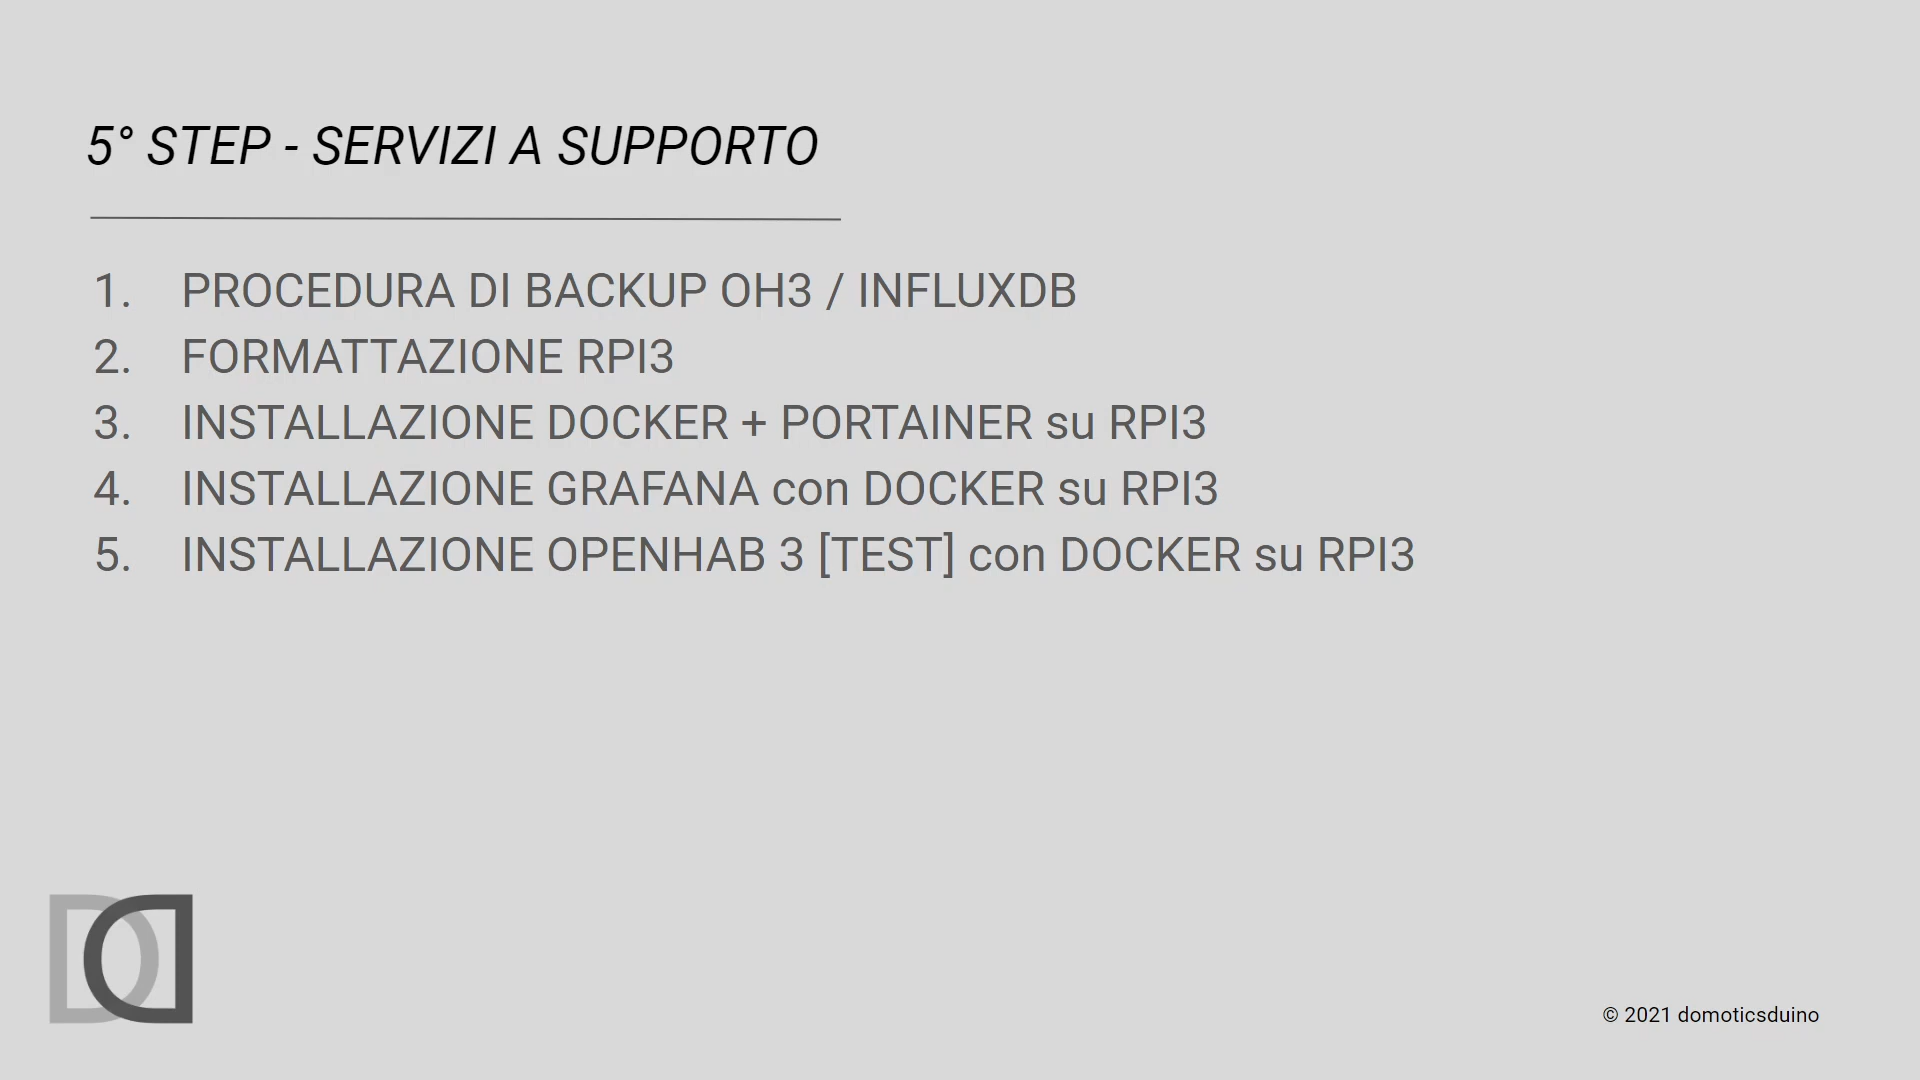 5° STEP - SERVIZI A SUPPORTO
1. PROCEDURA DI BACKUP OH3 / INFLUXDB
2. FORMATTAZIONE RPI3
3. INSTALLAZIONE DOCKER + PORTAINER su RPI3
4. INSTALLAZIONE GRAFANA con DOCKER su RPI3
5. INSTALLAZIONE OPENHAB 3 [TEST] con DOCKER su RPI3
© 2021 domoticsduino